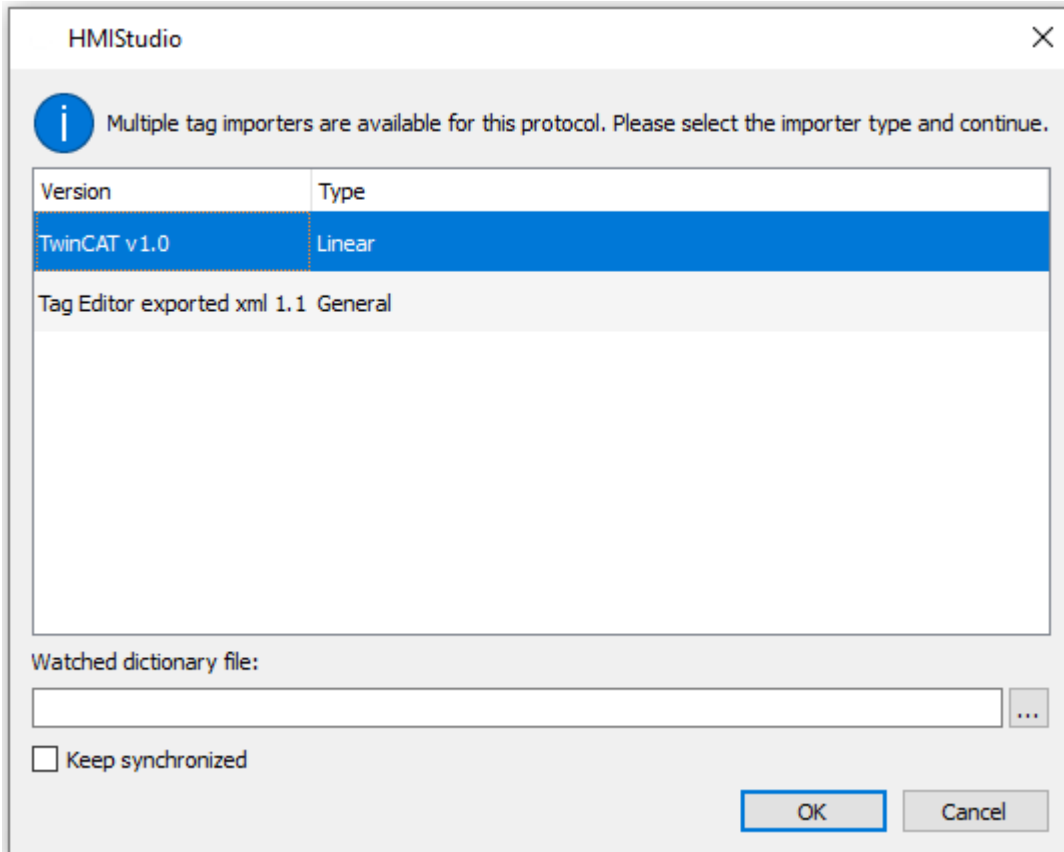 HMIStudio
Multiple tag importers are available for this protocol. Please select the importer type and continue.
Version Type
TwinCAT v1.0 Linear
Tag Editor exported xml 1.1 General
Watched dictionary file:
...
Keep synchronized
OK Cancel